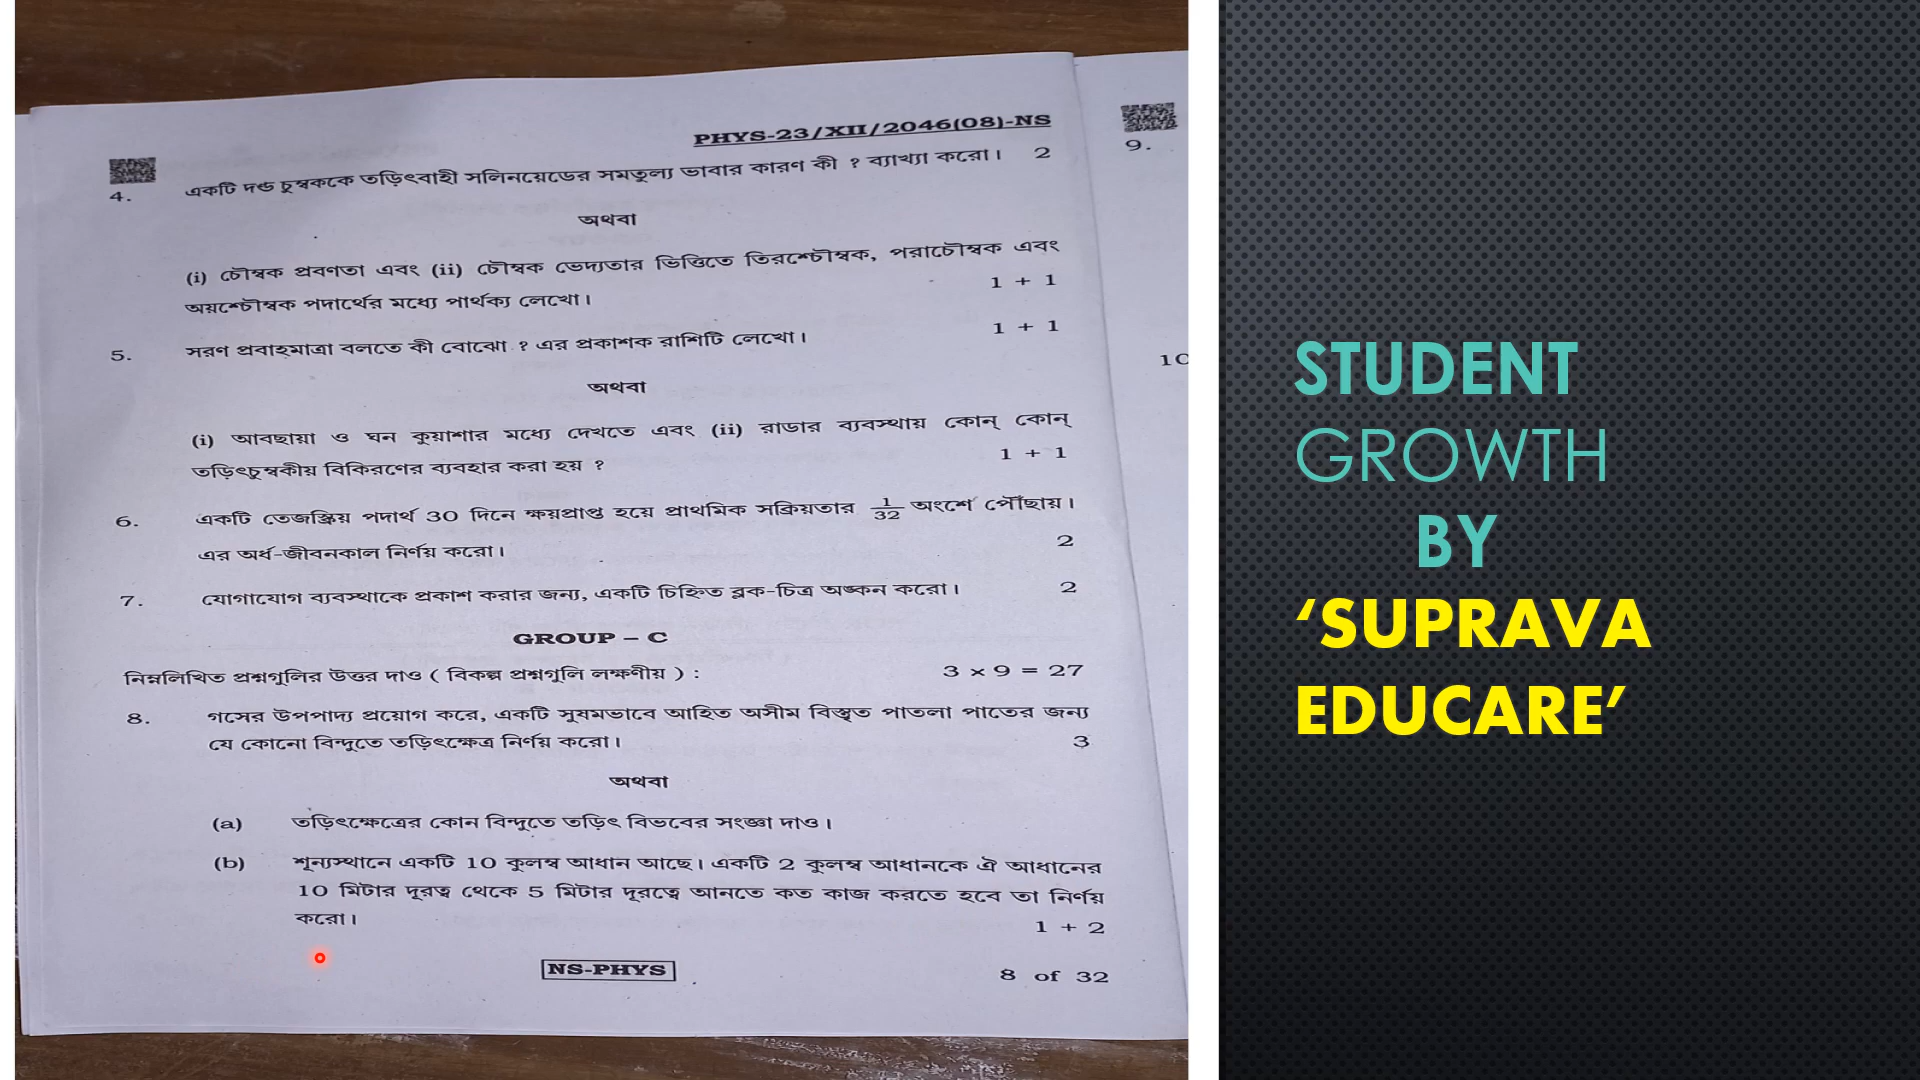 PHYS-23/XII/2046(08)-NS
4. একটি দণ্ড চুম্বককে তড়িৎবাহী সলিনয়েডের সমতুল্য ভাবার কারণ কী ? ব্যাখ্যা করো। 2
অথবা
(i) চৌম্বক প্রবণতা এবং (ii) চৌম্বক ভেদ্যতার ভিত্তিতে তিরশ্চৌম্বক, পরাচৌম্বক এবং
অয়শ্চৌম্বক পদার্থের মধ্যে পার্থক্য লেখো। 1 + 1
5. সরণ প্রবাহমাত্রা বলতে কী বোঝো ? এর প্রকাশক রাশিটি লেখো। 1 + 1
অথবা
(i) আবছায়া ও ঘন কুয়াশার মধ্যে দেখতে এবং (ii) রাডার ব্যবস্থায় কোন্ কোন্
তড়িৎচুম্বকীয় বিকিরণের ব্যবহার করা হয় ? 1 + 1
6. একটি তেজস্ক্রিয় পদার্থ 30 দিনে ক্ষয়প্রাপ্ত হয়ে প্রাথমিক সক্রিয়তার 1/32 অংশে পৌঁছায়।
এর অর্ধ-জীবনকাল নির্ণয় করো। 2
7. যোগাযোগ ব্যবস্থাকে প্রকাশ করার জন্য, একটি চিহ্নিত ব্লক-চিত্র অঙ্কন করো। 2
GROUP – C
নিম্নলিখিত প্রশ্নগুলির উত্তর দাও ( বিকল্প প্রশ্নগুলি লক্ষণীয় ) : 3 x 9 = 27
8. গসের উপপাদ্য প্রয়োগ করে, একটি সুষমভাবে আহিত অসীম বিস্তৃত পাতলা পাতের জন্য
যে কোনো বিন্দুতে তড়িৎক্ষেত্র নির্ণয় করো। 3
অথবা
(a) তড়িৎক্ষেত্রের কোন বিন্দুতে তড়িৎ বিভবের সংজ্ঞা দাও।
(b) শূন্যস্থানে একটি 10 কুলম্ব আধান আছে। একটি 2 কুলম্ব আধানকে ঐ আধানের
10 মিটার দূরত্ব থেকে 5 মিটার দূরত্বে আনতে কত কাজ করতে হবে তা নির্ণয়
করো। 1 + 2
NS-PHYS
8 of 32
9.
10
STUDENT
GROWTH
BY
‘SUPRAVA
EDUCARE’